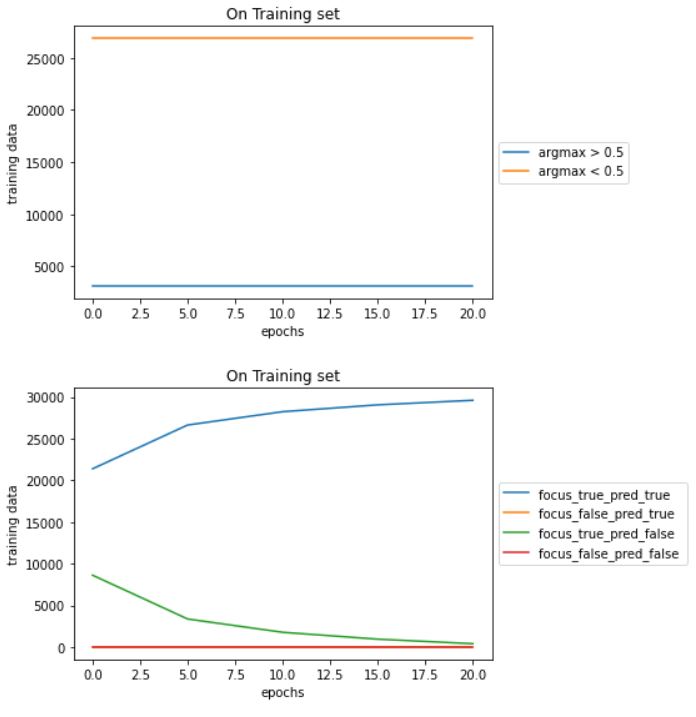 On Training set
25000
20000
15000
10000
5000
training data
0.0 2.5 5.0 7.5 10.0 12.5 15.0 17.5 20.0
epochs
argmax > 0.5
argmax < 0.5
On Training set
30000
25000
20000
15000
10000
5000
0
training data
0.0 2.5 5.0 7.5 10.0 12.5 15.0 17.5 20.0
epochs
focus_true_pred_true
focus_false_pred_true
focus_true_pred_false
focus_false_pred_false